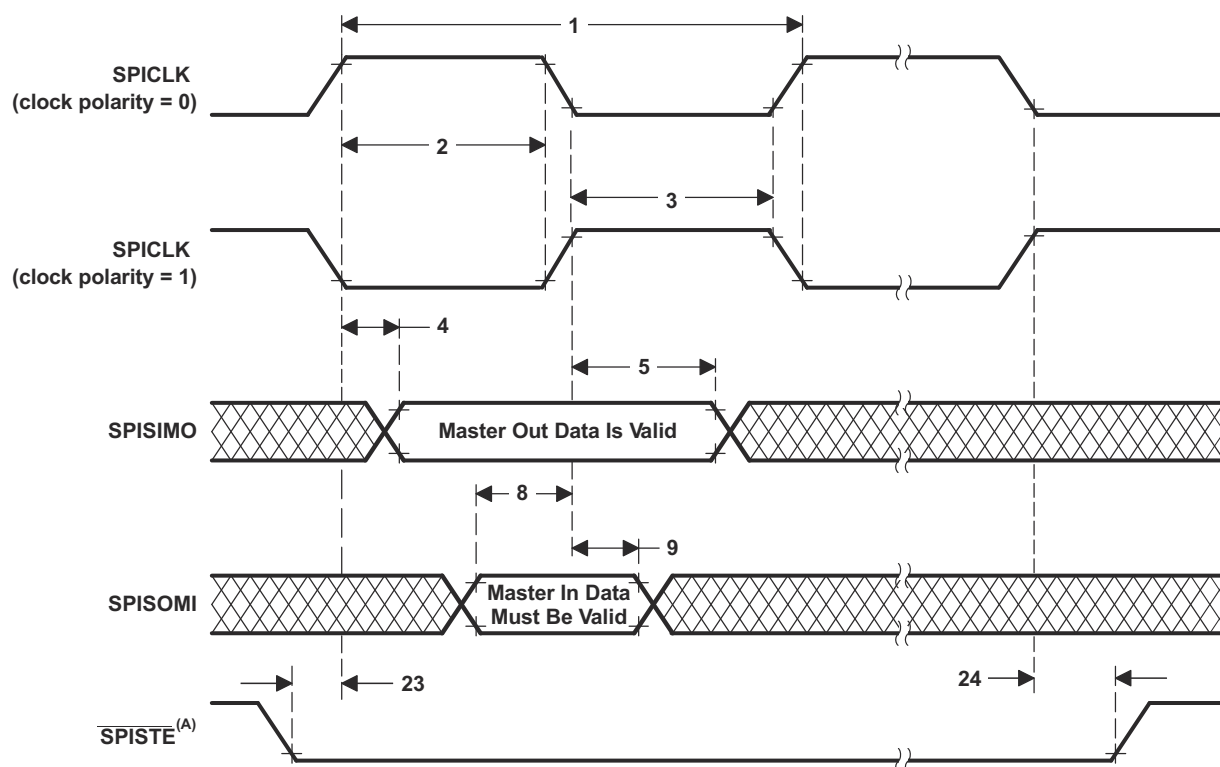 1
SPICLK
(clock polarity = 0)
2
3
SPICLK
(clock polarity = 1)
4
5
SPISIMO
Master Out Data Is Valid
8
9
SPISOMI
Master In Data
Must Be Valid
23
24
SPISTE(A)